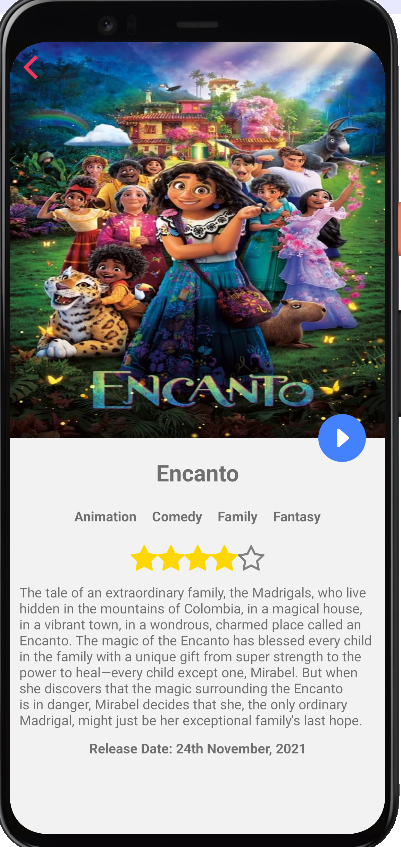 ENCANTO
Encanto
Animation Comedy Family Fantasy
The tale of an extraordinary family, the Madrigals, who live
hidden in the mountains of Colombia, in a magical house,
in a vibrant town, in a wondrous, charmed place called an
Encanto. The magic of the Encanto has blessed every child
in the family with a unique gift from super strength to the
power to heal—every child except one, Mirabel. But when
she discovers that the magic surrounding the Encanto
is in danger, Mirabel decides that she, the only ordinary
Madrigal, might just be her exceptional family's last hope.
Release Date: 24th November, 2021